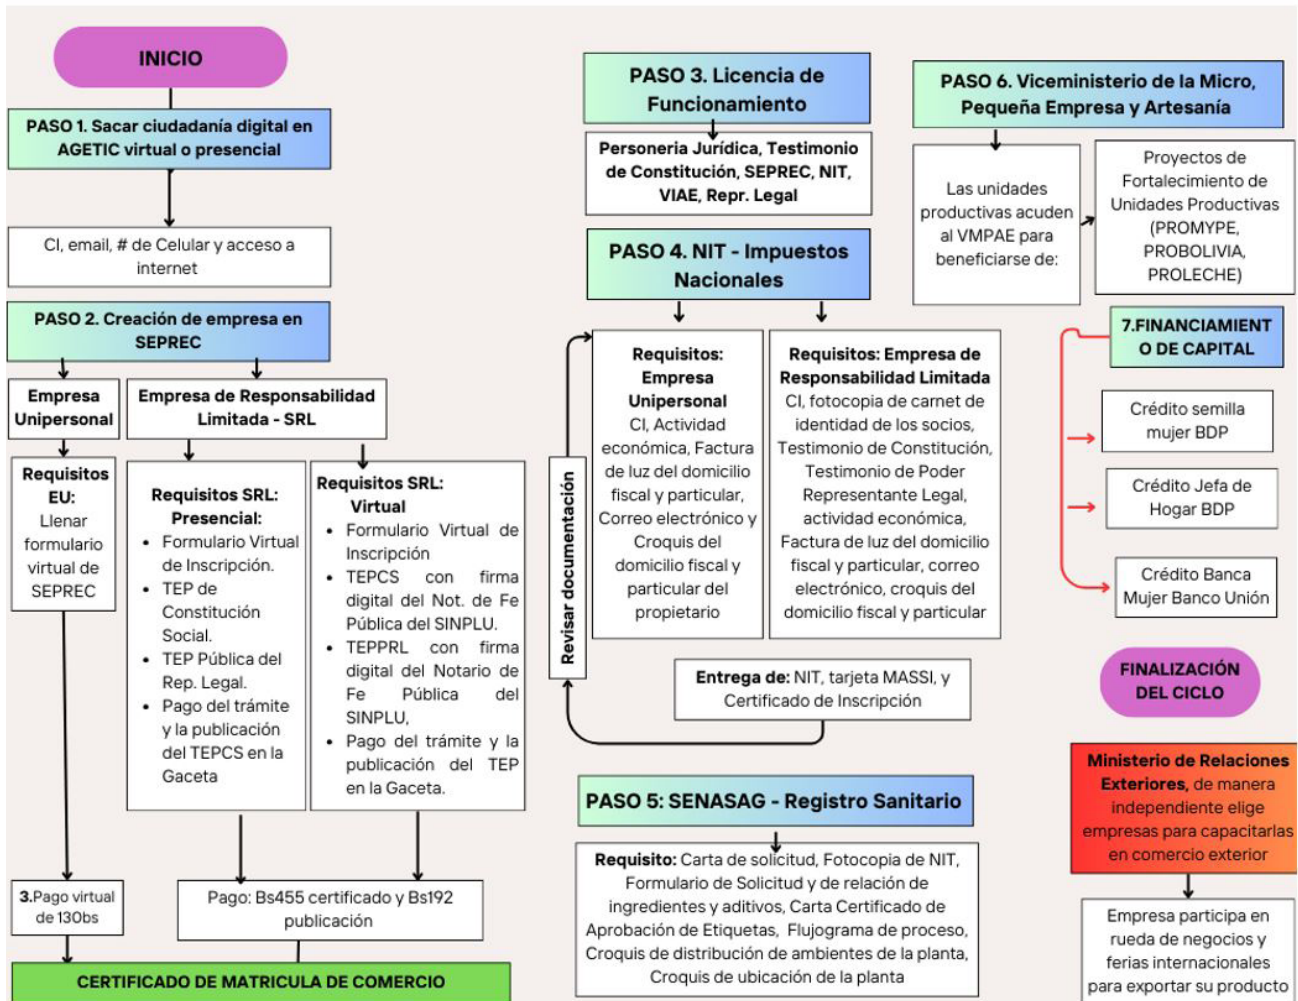 INICIO
PASO 1. Sacar ciudadanía digital en
AGETIC virtual o presencial
CI, email, # de Celular y acceso a
internet
PASO 2. Creación de empresa en
SEPREC
Empresa
Unipersonal
Empresa de Responsabilidad
Limitada - SRL
Requisitos
EU:
Llenar
formulario
virtual de
SEPREC
Requisitos SRL:
Presencial:
• Formulario Virtual
de Inscripción.
• TEP de
Constitución
Social.
• TEP Pública del
Rep. Legal.
• Pago del trámite
y la publicación
del TEPCS en la
Gaceta
Requisitos SRL:
Virtual
• Formulario Virtual de
Inscripción
• TEPCS con firma
digital del Not. de Fe
Pública del SINPLU.
• TEPPRL con firma
digital del Notario de
Fe Pública del
SINPLU,
• Pago del trámite y la
publicación del TEP
en la Gaceta.
3.Pago virtual
de 130bs
Pago: Bs455 certificado y Bs192
publicación
CERTIFICADO DE MATRICULA DE COMERCIO
PASO 3. Licencia de
Funcionamiento
Personeria Jurídica, Testimonio
de Constitución, SEPREC, NIT,
VIAE, Repr. Legal
PASO 4. NIT - Impuestos
Nacionales
Revisar documentación
Requisitos:
Empresa
Unipersonal
CI, Actividad
económica, Factura
de luz del domicilio
fiscal y particular,
Correo electrónico y
Croquis del
domicilio fiscal y
particular del
propietario
Requisitos: Empresa de
Responsabilidad Limitada
CI, fotocopia de carnet de
identidad de los socios,
Testimonio de Constitución,
Testimonio de Poder
Representante Legal,
actividad económica,
Factura de luz del domicilio
fiscal y particular, correo
electrónico, croquis del
domicilio fiscal y particular
Entrega de: NIT, tarjeta MASSI, y
Certificado de Inscripción
PASO 5: SENASAG - Registro Sanitario
Requisito: Carta de solicitud, Fotocopia de NIT,
Formulario de Solicitud y de relación de
ingredientes y aditivos, Carta Certificado de
Aprobación de Etiquetas, Flujograma de proceso,
Croquis de distribución de ambientes de la planta,
Croquis de ubicación de la planta
PASO 6. Viceministerio de la Micro,
Pequeña Empresa y Artesanía
Las unidades
productivas acuden
al VMPAE para
beneficiarse de:
Proyectos de
Fortalecimiento de
Unidades Productivas
(PROMYPE,
PROBOLIVIA,
PROLECHE)
7.FINANCIAMIENT
O DE CAPITAL
Crédito semilla
mujer BDP
Crédito Jefa de
Hogar BDP
Crédito Banca
Mujer Banco Unión
FINALIZACIÓN
DEL CICLO
Ministerio de Relaciones
Exteriores, de manera
independiente elige
empresas para capacitarlas
en comercio exterior
Empresa participa en
rueda de negocios y
ferias internacionales
para exportar su producto